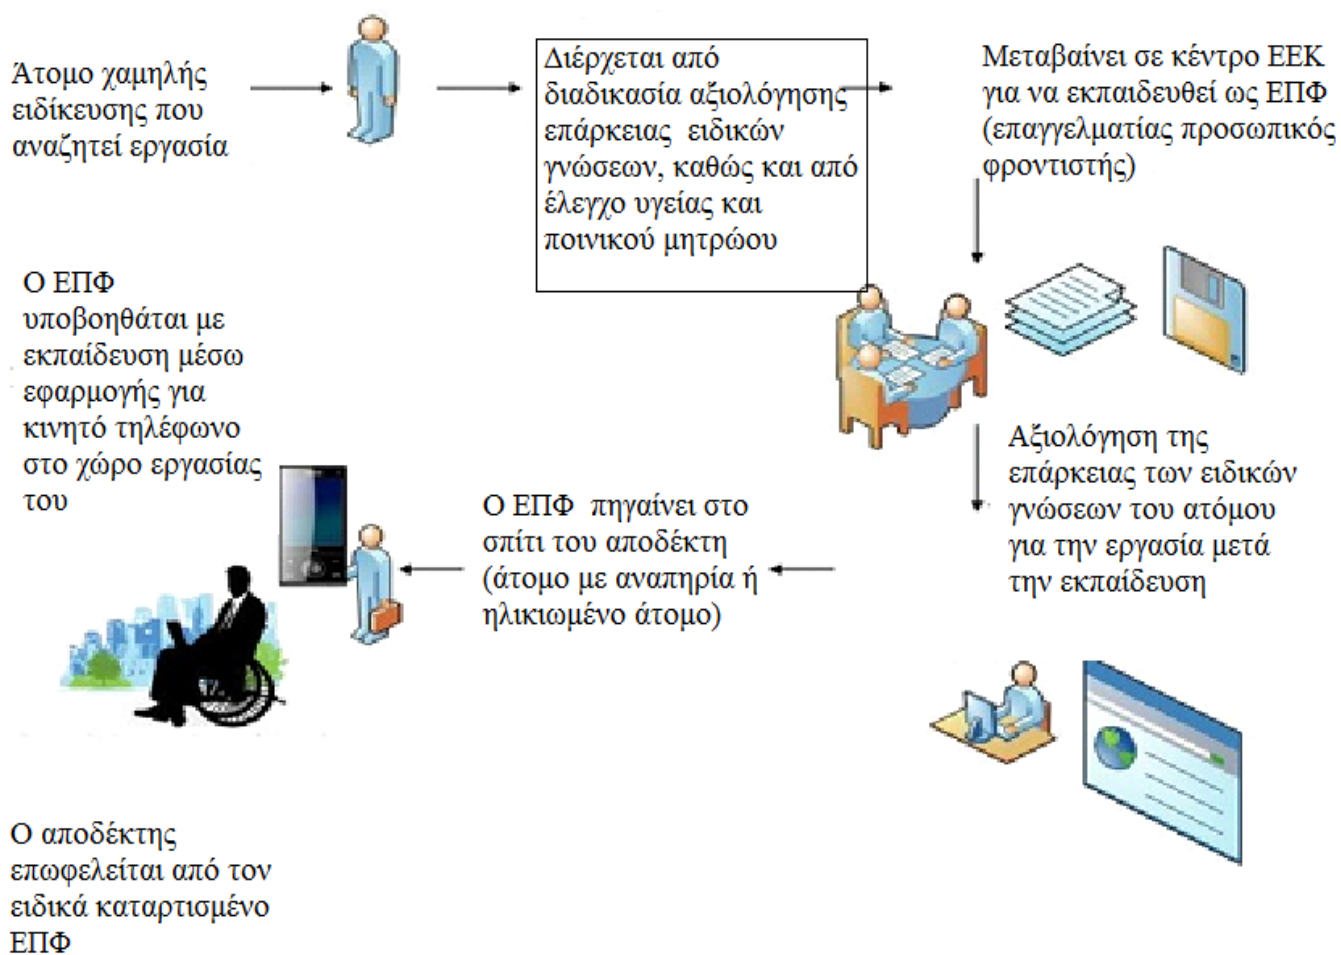 Άτομο χαμηλής
ειδίκευσης που
αναζητεί εργασία
Διέρχεται από
διαδικασία αξιολόγησης
επάρκειας ειδικών
γνώσεων, καθώς και από
έλεγχο υγείας και
ποινικού μητρώου
Μεταβαίνει σε κέντρο ΕΕΚ
για να εκπαιδευθεί ως ΕΠΦ
(επαγγελματίας προσωπικός
φροντιστής)
Αξιολόγηση της
επάρκειας των ειδικών
γνώσεων του ατόμου
για την εργασία μετά
την εκπαίδευση
Ο ΕΠΦ πηγαίνει στο
σπίτι του αποδέκτη
(άτομο με αναπηρία ή
ηλικιωμένο άτομο)
Ο ΕΠΦ
υποβοηθάται με
εκπαίδευση μέσω
εφαρμογής για
κινητό τηλέφωνο
στο χώρο εργασίας
του
Ο αποδέκτης
επωφελείται από τον
ειδικά καταρτισμένο
ΕΠΦ